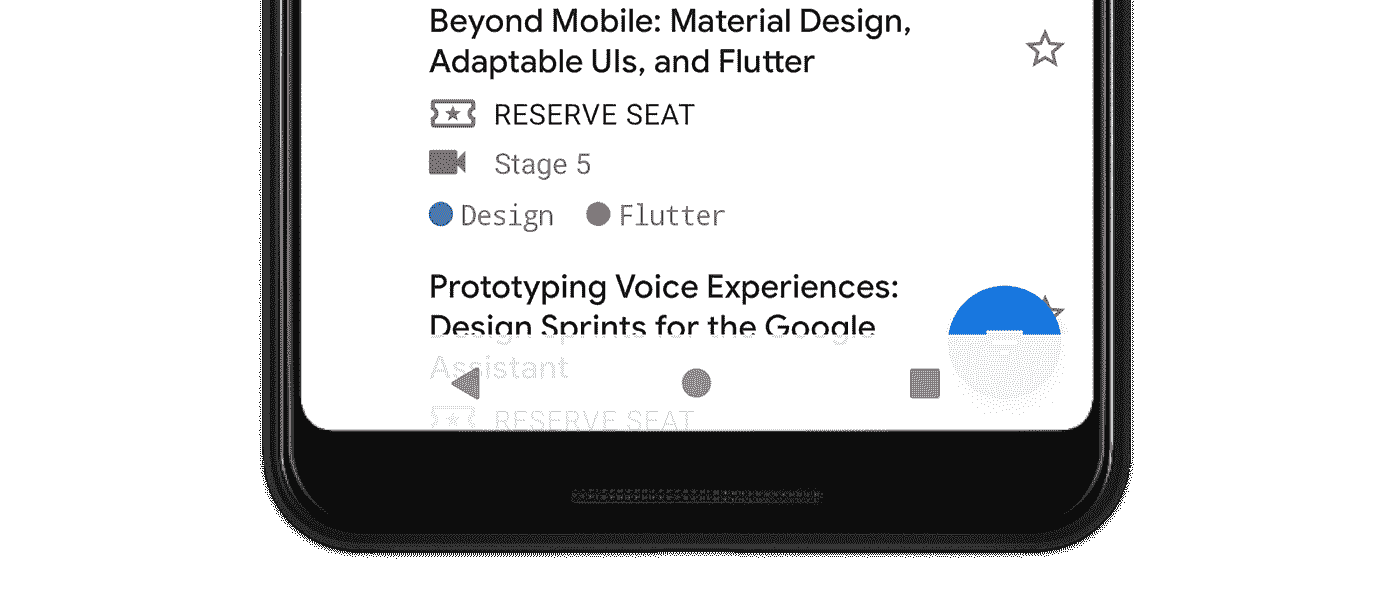 Beyond Mobile: Material Design,
Adaptable UIs, and Flutter
RESERVE SEAT
Stage 5
Design Flutter
Prototyping Voice Experiences:
Design Sprints for the Google
Assistant
RESERVE SEAT